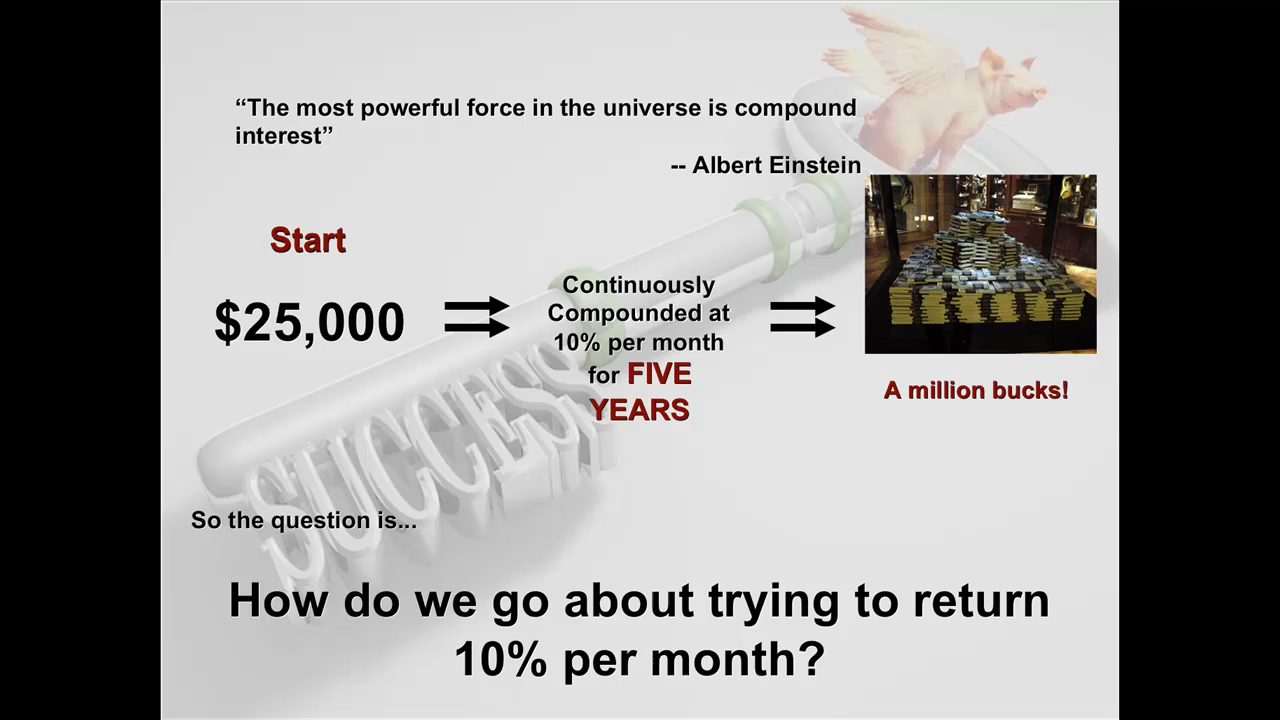 “The most powerful force in the universe is compound
interest”
-- Albert Einstein
Start
$25,000
Continuously
Compounded at
10% per month
for FIVE
YEARS
A million bucks!
SUCCESS
So the question is...
How do we go about trying to return
10% per month?